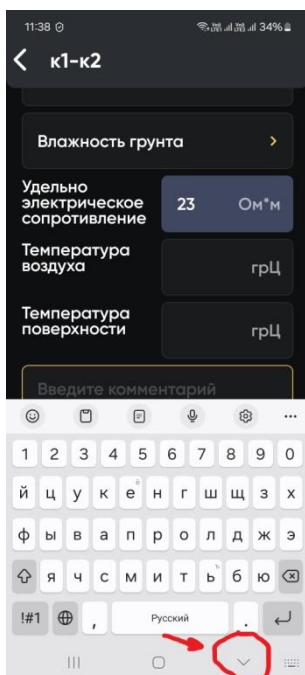 11:38 34%
к1-к2
Влажность грунта
Удельно
электрическое
сопротивление
23 Ом*м
Температура
воздуха
грЦ
Температура
поверхности
грЦ
Введите комментарий
1 2 3 4 5 6 7 8 9 0
й ц у к е н г ш щ з х
ф ы в а п р о л д ж э
я ч с м и т ь б ю
!#1 , Русский .